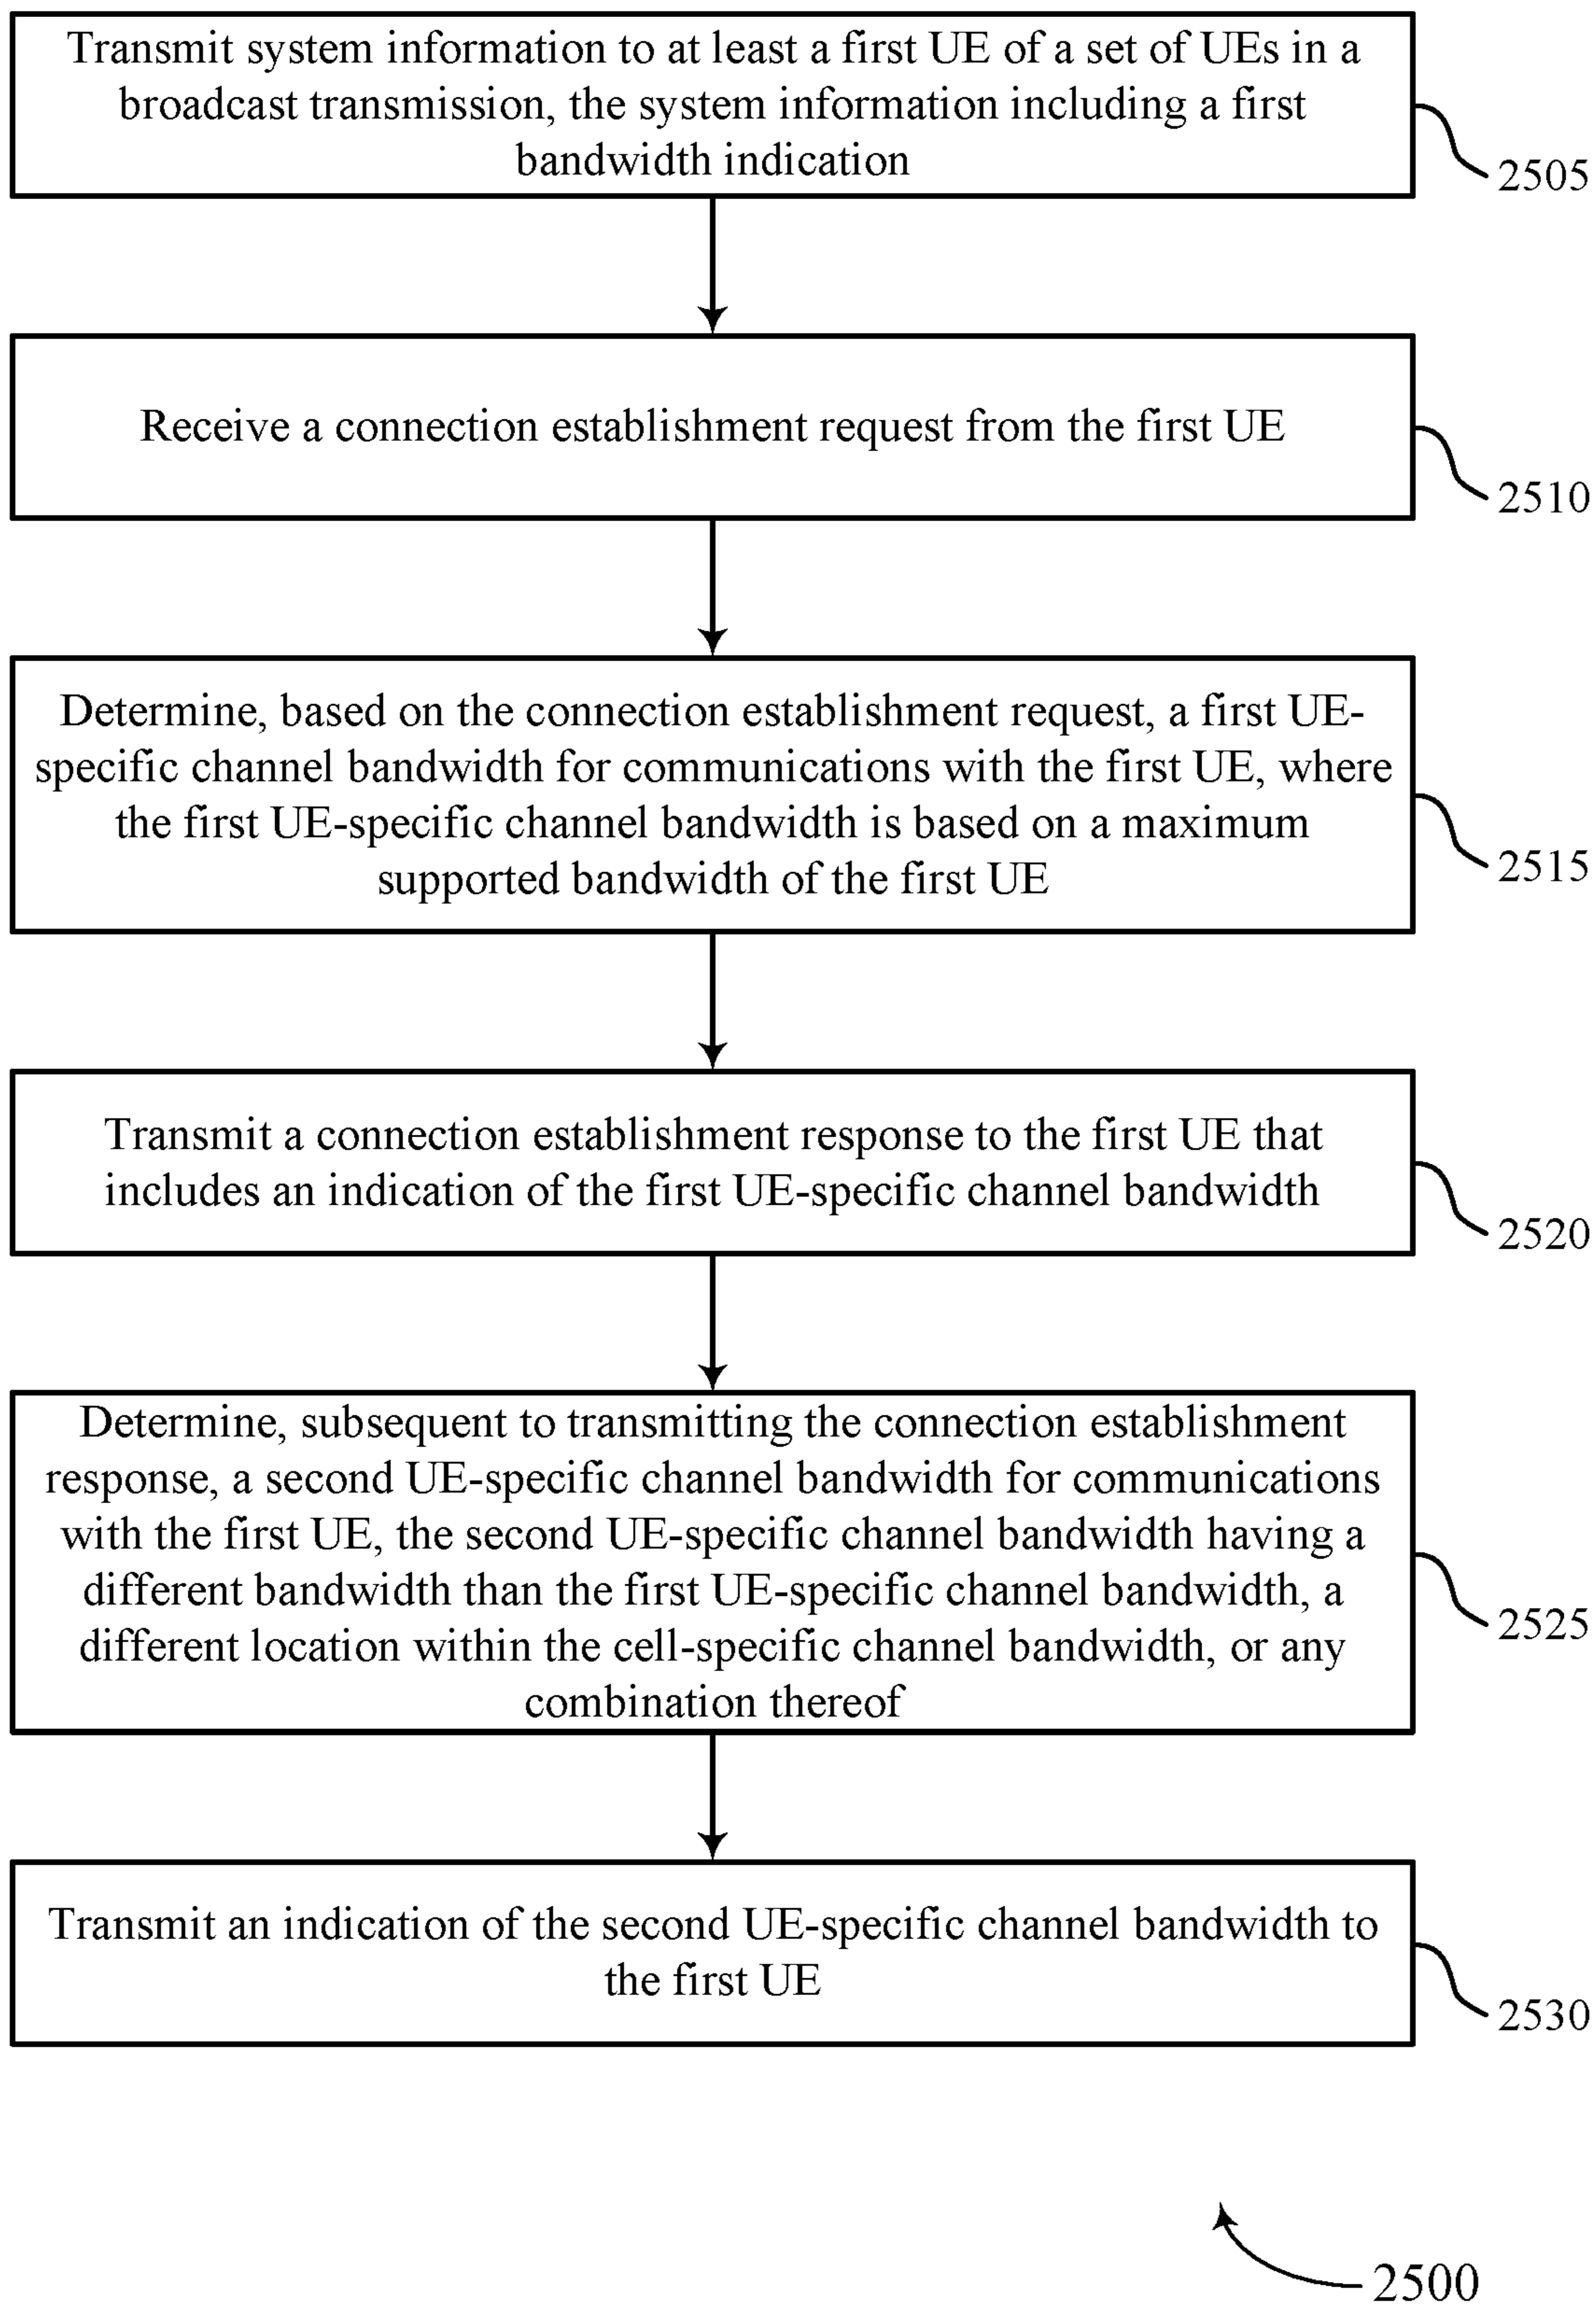 Transmit system information to at least a first UE of a set of UEs in a
broadcast transmission, the system information including a first
bandwidth indication
2505
Receive a connection establishment request from the first UE
2510
Determine, based on the connection establishment request, a first UE-
specific channel bandwidth for communications with the first UE, where
the first UE-specific channel bandwidth is based on a maximum
supported bandwidth of the first UE
2515
Transmit a connection establishment response to the first UE that
includes an indication of the first UE-specific channel bandwidth
2520
Determine, subsequent to transmitting the connection establishment
response, a second UE-specific channel bandwidth for communications
with the first UE, the second UE-specific channel bandwidth having a
different bandwidth than the first UE-specific channel bandwidth, a
different location within the cell-specific channel bandwidth, or any
combination thereof
2525
Transmit an indication of the second UE-specific channel bandwidth to
the first UE
2530
2500